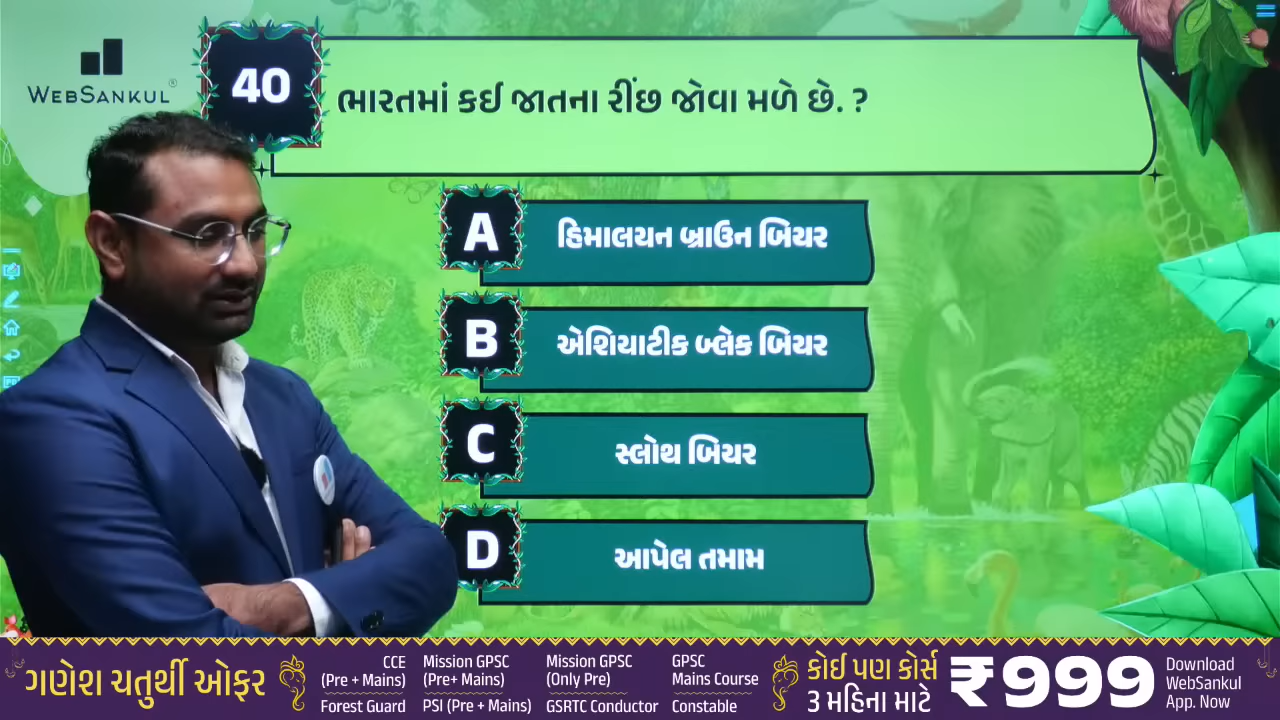 WEBSANKUL®
40
ભારતમાં કઈ જાતના રીંછ જોવા મળે છે. ?
A
હિમાલયન બ્રાઉન બિયર
B
એશિયાટીક બ્લેક બિયર
C
સ્લોથ બિયર
D
આપેલ તમામ
ગણેશ ચતુર્થી ઓફર
CCE
(Pre + Mains)
Forest Guard
Mission GPSC
(Pre+ Mains)
PSI (Pre + Mains)
Mission GPSC
(Only Pre)
GSRTC Conductor
GPSC
Mains Course
Constable
કોઈ પણ કોર્સ
3 મહિના માટે
₹999
Download
WebSankul
App. Now